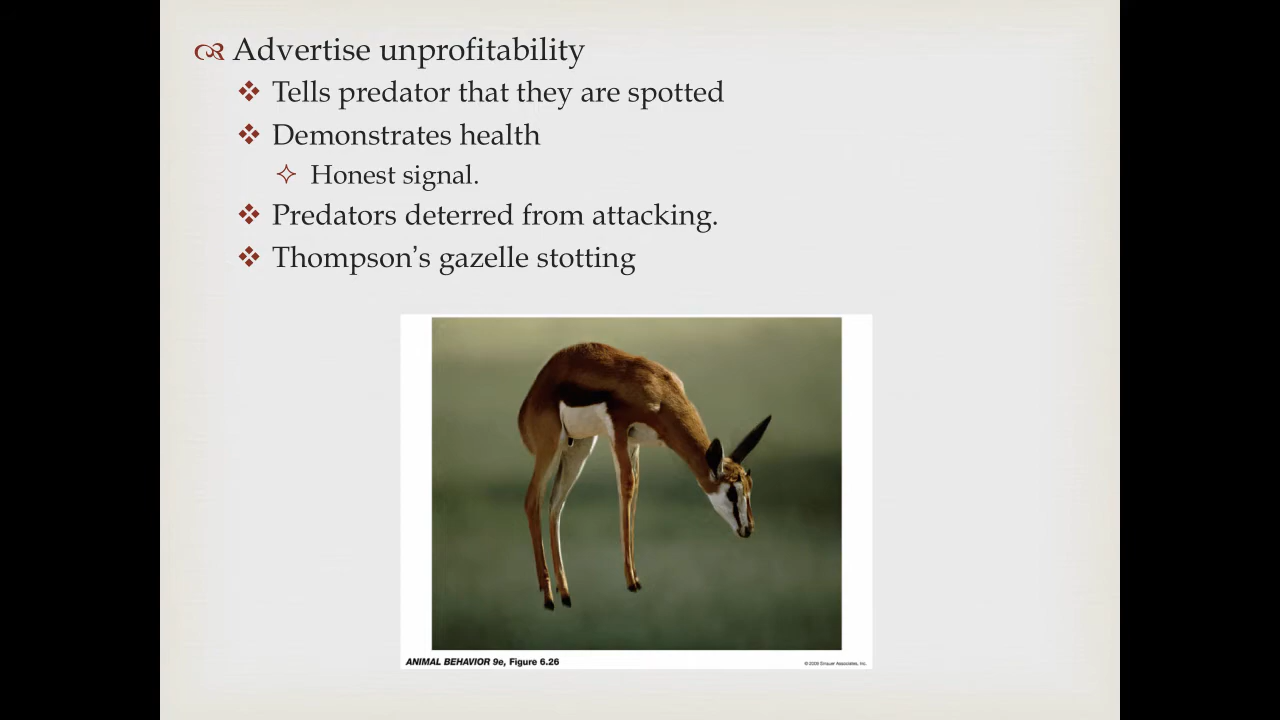 Advertise unprofitability
Tells predator that they are spotted
Demonstrates health
Honest signal.
Predators deterred from attacking.
Thompson's gazelle stotting
ANIMAL BEHAVIOR 9e, Figure 6.26
© 2009 Sinauer Associates, Inc.